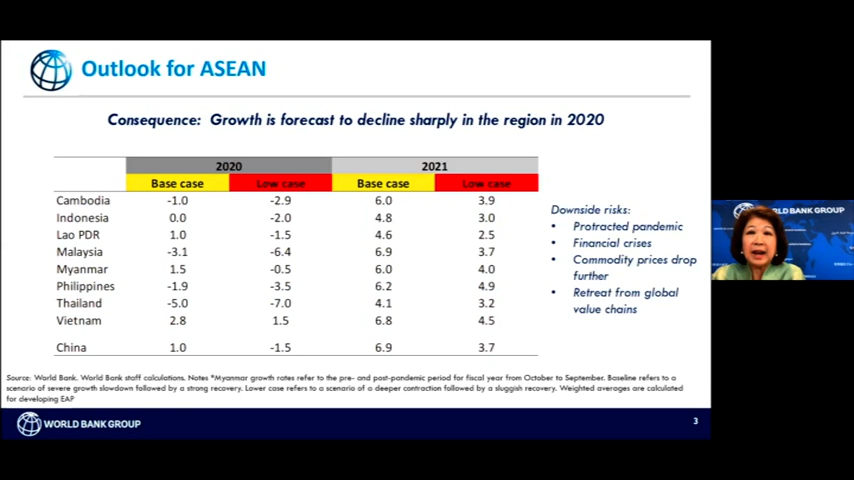 Outlook for ASEAN
Consequence: Growth is forecast to decline sharply in the region in 2020
2020 2021
Base case Low case Base case Low case
Cambodia -1.0 -2.9 6.0 3.9
Indonesia 0.0 -2.0 4.8 3.0
Lao PDR 1.0 -1.5 4.6 2.5
Malaysia -3.1 -6.4 6.9 3.7
Myanmar 1.5 -0.5 6.0 4.0
Philippines -1.9 -3.5 6.2 4.9
Thailand -5.0 -7.0 4.1 3.2
Vietnam 2.8 1.5 6.8 4.5
China 1.0 -1.5 6.9 3.7
Downside risks:
• Protracted pandemic
• Financial crises
• Commodity prices drop
further
• Retreat from global
value chains
Source: World Bank. World Bank staff calculations. Notes *Myanmar growth rates refer to the pre- and post-pandemic period for fiscal year from October to September. Baseline refers to a
scenario of severe growth slowdown followed by a strong recovery. Lower case refers to a scenario of a deeper contraction followed by a sluggish recovery. Weighted averages are calculated
for developing EAP
WORLD BANK GROUP
3
RLD BANK GROUP